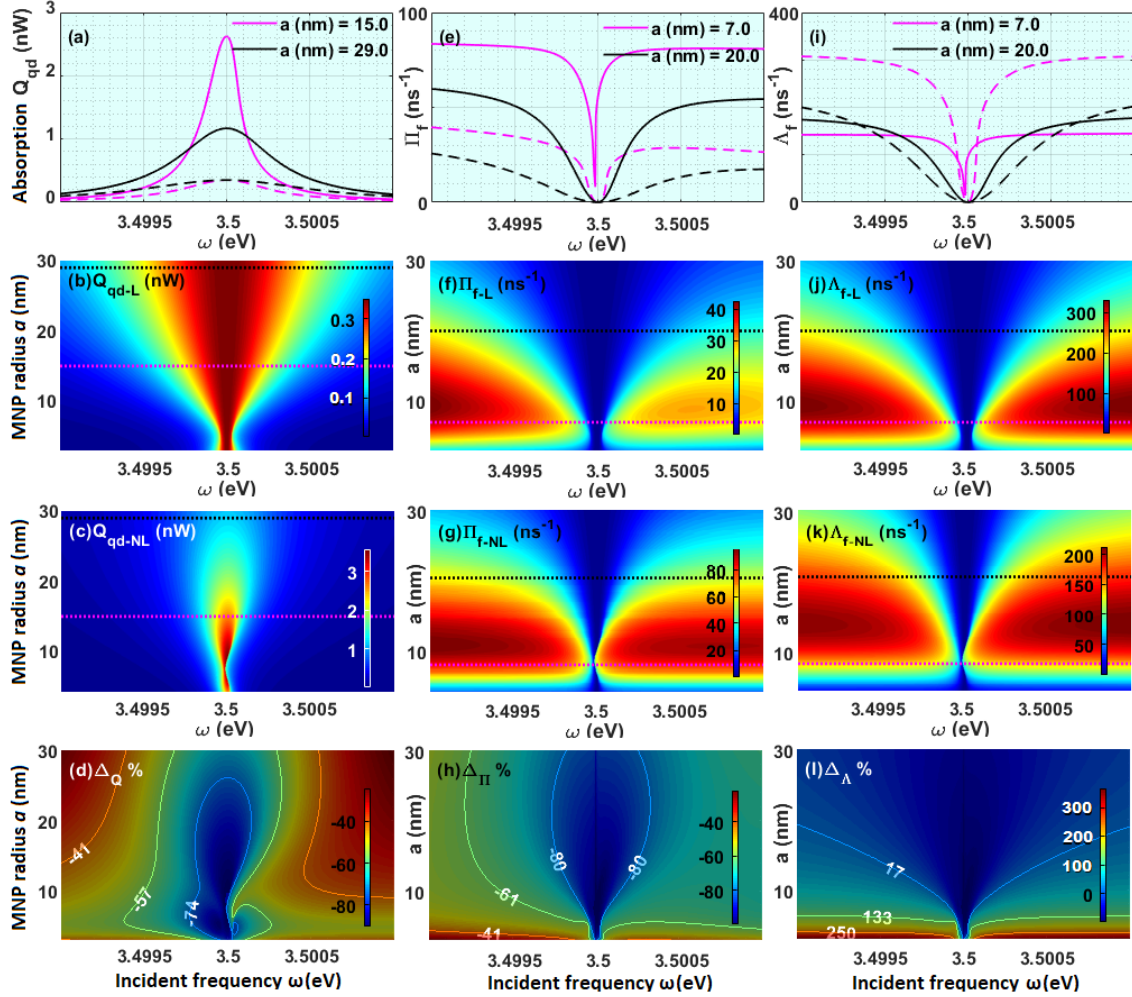 (a)
a (nm) = 15.0
a (nm) = 29.0
Absorption Q_qd (nW)
3
2
1
0
3.4995 3.5 3.5005
ω (eV)
(e)
a (nm) = 7.0
a (nm) = 20.0
Π_f (ns⁻¹)
100
0
3.4995 3.5 3.5005
ω (eV)
(i)
a (nm) = 7.0
a (nm) = 20.0
Λ_f (ns⁻¹)
400
0
3.4995 3.5 3.5005
ω (eV)
(b) Q_qd-L (nW)
MNP radius a (nm)
30
20
10
0.3
0.2
0.1
3.4995 3.5 3.5005
ω (eV)
(f) Π_f-L (ns⁻¹)
a (nm)
30
20
10
40
30
20
10
3.4995 3.5 3.5005
ω (eV)
(j) Λ_f-L (ns⁻¹)
a (nm)
30
20
10
300
200
100
3.4995 3.5 3.5005
ω (eV)
(c) Q_qd-NL (nW)
MNP radius a (nm)
30
20
10
3
2
1
3.4995 3.5 3.5005
ω (eV)
(g) Π_f-NL (ns⁻¹)
a (nm)
30
20
10
80
60
40
20
3.4995 3.5 3.5005
ω (eV)
(k) Λ_f-NL (ns⁻¹)
a (nm)
30
20
10
200
150
100
50
3.4995 3.5 3.5005
ω (eV)
(d) Δ_Q %
MNP radius a (nm)
30
20
10
-41
-57
-74
-40
-60
-80
3.4995 3.5 3.5005
Incident frequency ω(eV)
(h) Δ_Π %
a (nm)
30
20
10
-80
-80
-61
-41
-40
-60
-80
3.4995 3.5 3.5005
Incident frequency ω(eV)
(l) Δ_Λ %
a (nm)
30
20
10
17
133
250
300
200
100
0
3.4995 3.5 3.5005
Incident frequency ω(eV)